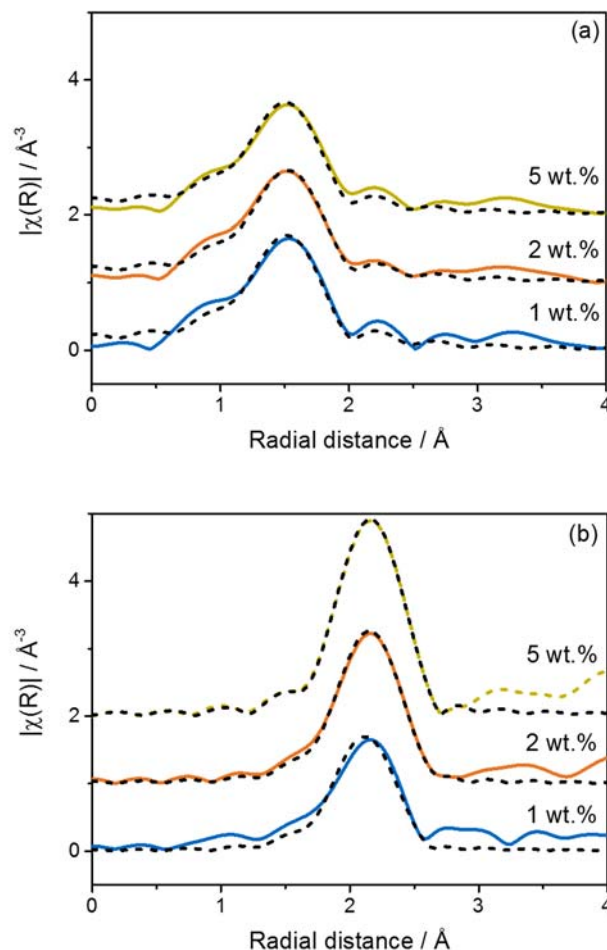 (a)
4
2
0
|χ(R)| / Å⁻³
5 wt.%
2 wt.%
1 wt.%
0 1 2 3 4
Radial distance / Å
(b)
4
2
0
|χ(R)| / Å⁻³
5 wt.%
2 wt.%
1 wt.%
0 1 2 3 4
Radial distance / Å